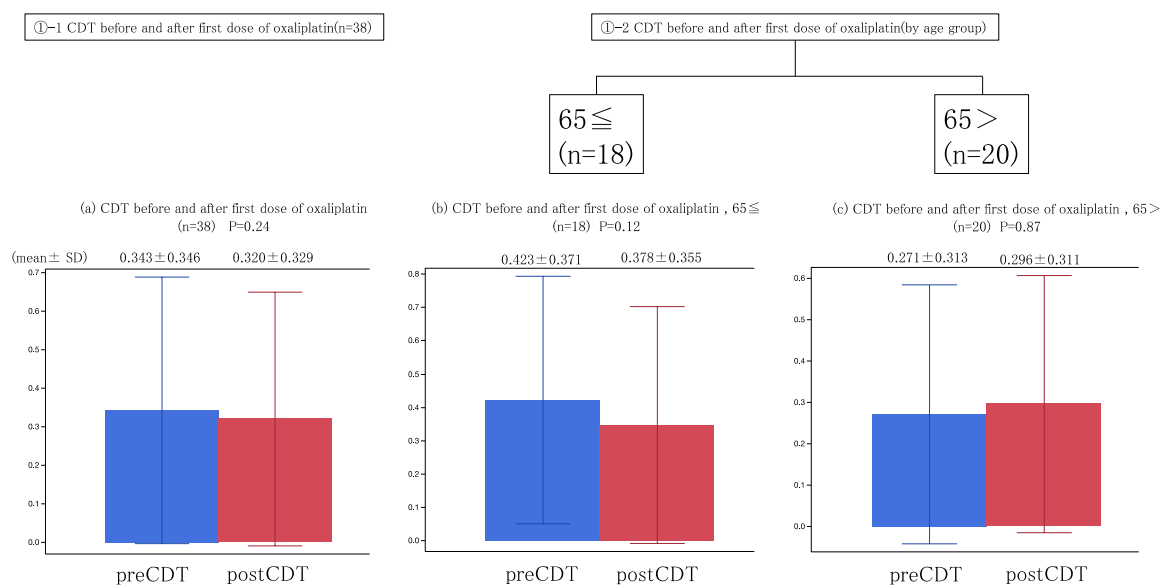 ①-1 CDT before and after first dose of oxaliplatin(n=38)
①-2 CDT before and after first dose of oxaliplatin(by age group)
65≦
(n=18)
65>
(n=20)
(a) CDT before and after first dose of oxaliplatin
(n=38) P=0.24
(mean± SD)
0.343±0.346
0.320±0.329
0.7
0.6
0.5
0.4
0.3
0.2
0.1
0.0
preCDT
postCDT
(b) CDT before and after first dose of oxaliplatin , 65≦
(n=18) P=0.12
0.423±0.371
0.378±0.355
0.8
0.7
0.6
0.5
0.4
0.3
0.2
0.1
0.0
preCDT
postCDT
(c) CDT before and after first dose of oxaliplatin , 65>
(n=20) P=0.87
0.271±0.313
0.296±0.311
0.6
0.5
0.4
0.3
0.2
0.1
0.0
preCDT
postCDT